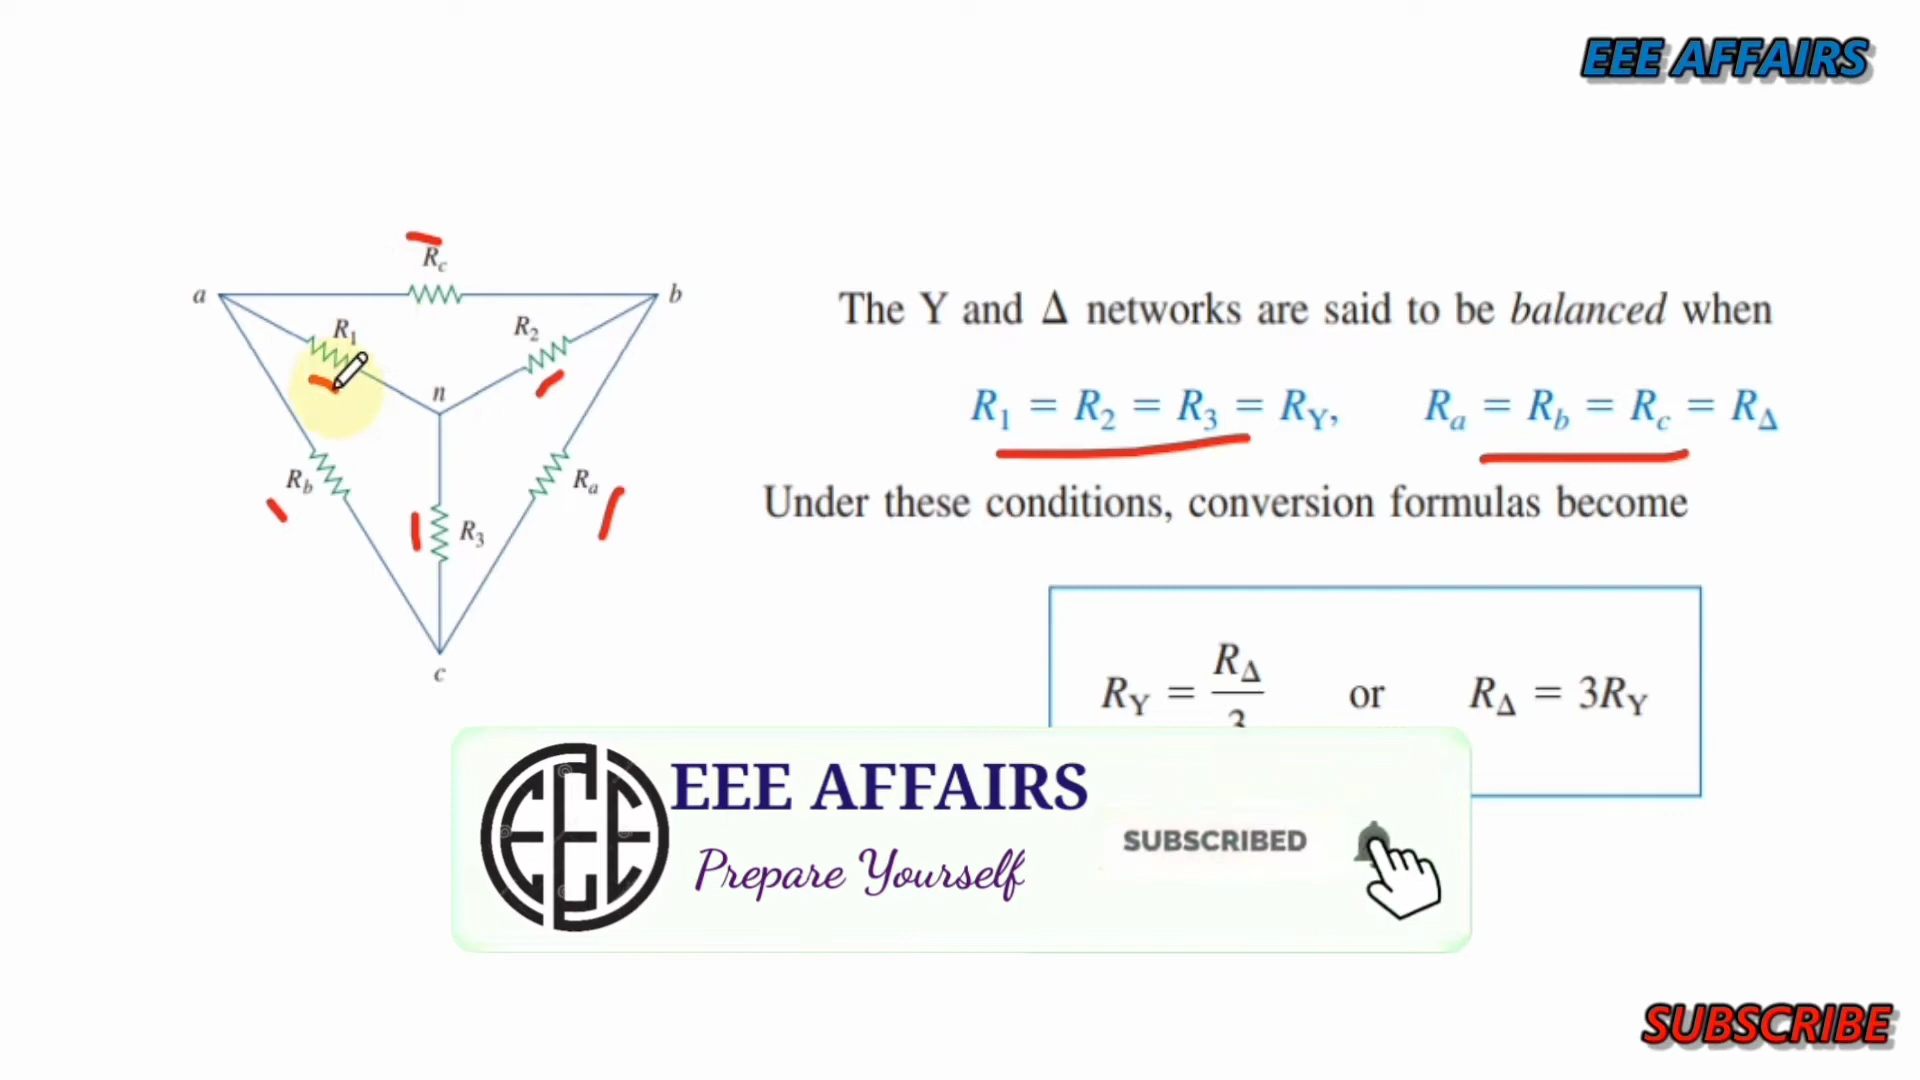 EEE AFFAIRS
R_c
a
b
R_1
R_2
n
R_b
R_a
R_3
c
The Y and Δ networks are said to be balanced when
R_1 = R_2 = R_3 = R_Y, R_a = R_b = R_c = R_Δ
Under these conditions, conversion formulas become
R_Y = R_Δ / 3 or R_Δ = 3R_Y
EEE
EEE AFFAIRS
Prepare Yourself
SUBSCRIBED
SUBSCRIBE